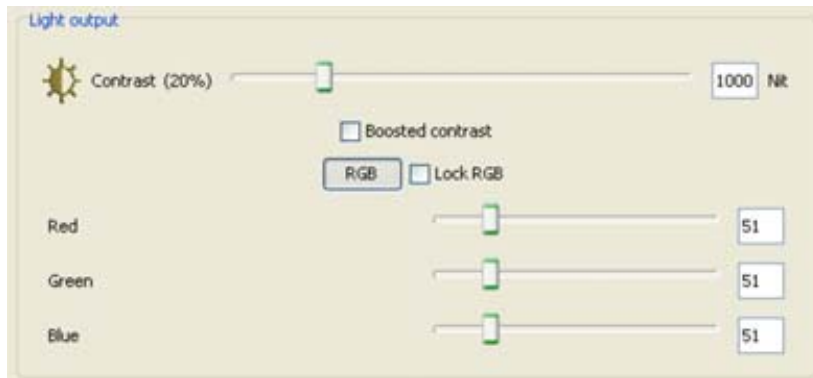 Light output
Contrast (20%) 1000 Nit
Boosted contrast
RGB Lock RGB
Red 51
Green 51
Blue 51